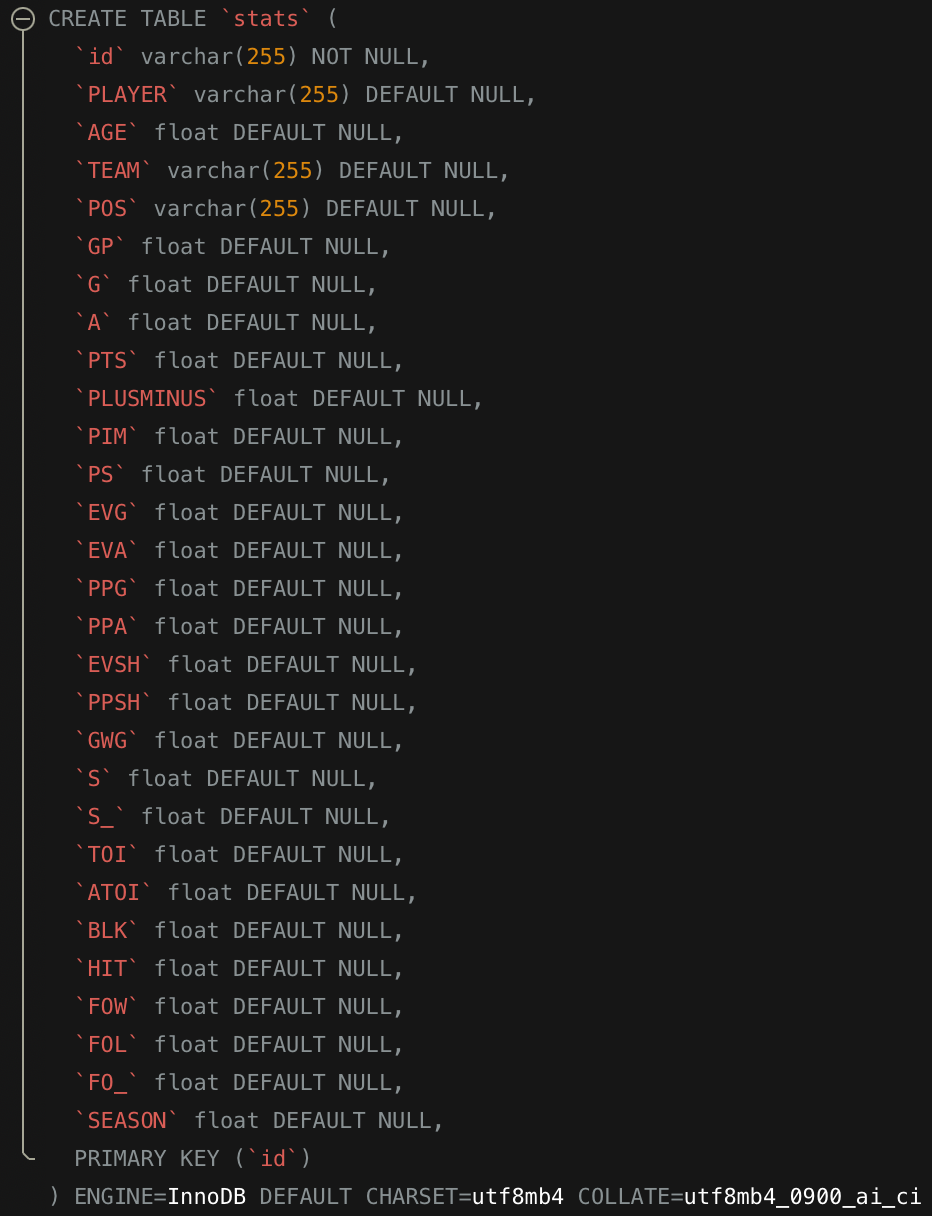 CREATE TABLE `stats` (
`id` varchar(255) NOT NULL,
`PLAYER` varchar(255) DEFAULT NULL,
`AGE` float DEFAULT NULL,
`TEAM` varchar(255) DEFAULT NULL,
`POS` varchar(255) DEFAULT NULL,
`GP` float DEFAULT NULL,
`G` float DEFAULT NULL,
`A` float DEFAULT NULL,
`PTS` float DEFAULT NULL,
`PLUSMINUS` float DEFAULT NULL,
`PIM` float DEFAULT NULL,
`PS` float DEFAULT NULL,
`EVG` float DEFAULT NULL,
`EVA` float DEFAULT NULL,
`PPG` float DEFAULT NULL,
`PPA` float DEFAULT NULL,
`EVSH` float DEFAULT NULL,
`PPSH` float DEFAULT NULL,
`GWG` float DEFAULT NULL,
`S` float DEFAULT NULL,
`S_` float DEFAULT NULL,
`TOI` float DEFAULT NULL,
`ATOI` float DEFAULT NULL,
`BLK` float DEFAULT NULL,
`HIT` float DEFAULT NULL,
`FOW` float DEFAULT NULL,
`FOL` float DEFAULT NULL,
`FO_` float DEFAULT NULL,
`SEASON` float DEFAULT NULL,
PRIMARY KEY (`id`)
) ENGINE=InnoDB DEFAULT CHARSET=utf8mb4 COLLATE=utf8mb4_0900_ai_ci